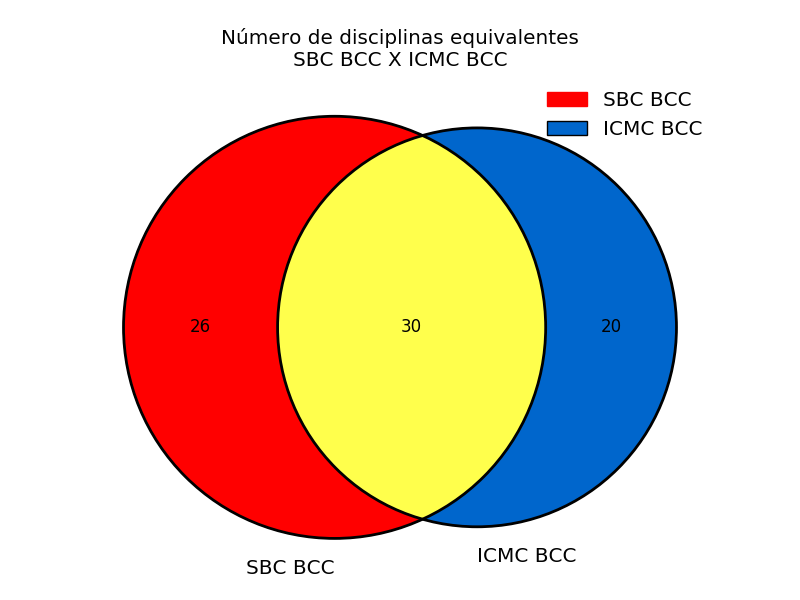 Número de disciplinas equivalentes
SBC BCC X ICMC BCC
SBC BCC
ICMC BCC
26
30
20
SBC BCC
ICMC BCC